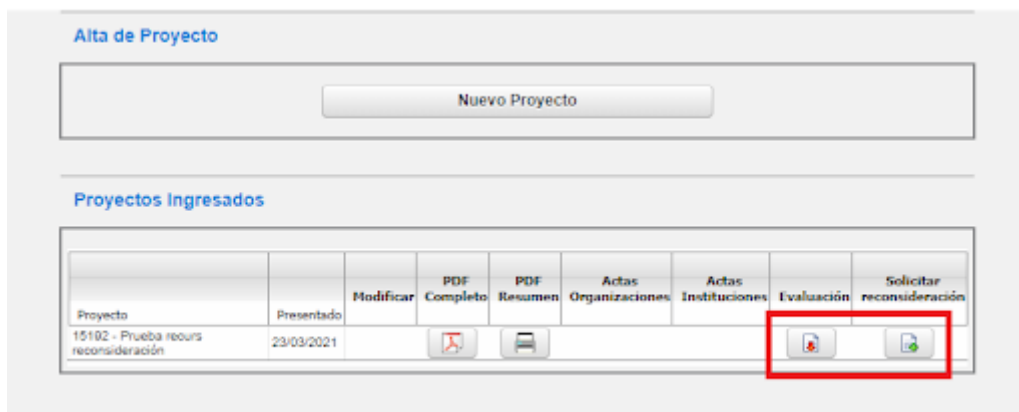 Alta de Proyecto
Nuevo Proyecto
Proyectos Ingresados
Proyecto Presentado Modificar PDF Completo PDF Resumen Actas Organizaciones Actas Instituciones Evaluación Solicitar reconsideración
15192 - Prueba recurs
reconsideración
23/03/2021